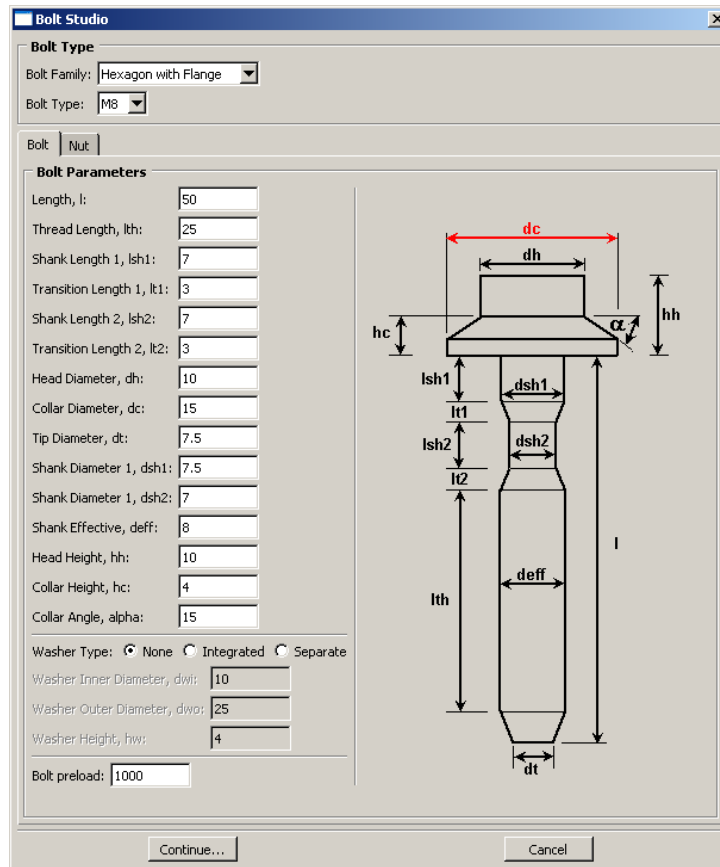 Bolt Studio
Bolt Type
Bolt Family: Hexagon with Flange
Bolt Type: M8
Bolt Nut
Bolt Parameters
Length, l: 50
Thread Length, lth: 25
Shank Length 1, lsh1: 7
Transition Length 1, lt1: 3
Shank Length 2, lsh2: 7
Transition Length 2, lt2: 3
Head Diameter, dh: 10
Collar Diameter, dc: 15
Tip Diameter, dt: 7.5
Shank Diameter 1, dsh1: 7.5
Shank Diameter 1, dsh2: 7
Shank Effective, deff: 8
Head Height, hh: 10
Collar Height, hc: 4
Collar Angle, alpha: 15
Washer Type: None Integrated Separate
Washer Inner Diameter, dwi: 10
Washer Outer Diameter, dwo: 25
Washer Height, hw: 4
Bolt preload: 1000
dc
dh
hc
α
hh
lsh1
dsh1
lt1
lsh2
dsh2
lt2
l
deff
lth
dt
Continue...
Cancel